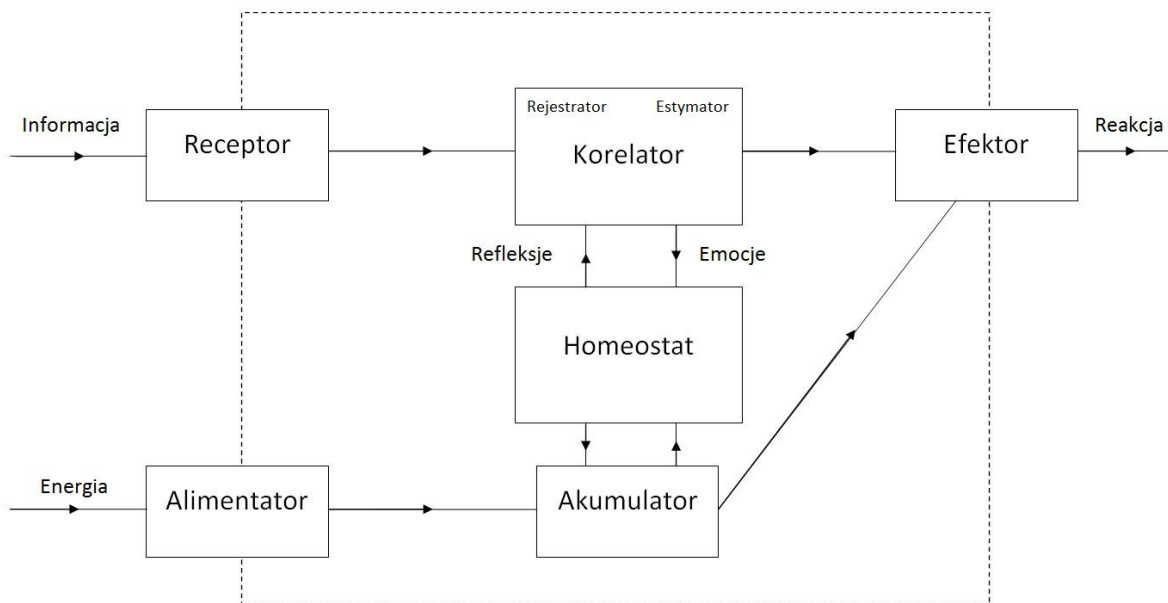 Rejestrator
Estymator
Informacja
Receptor
Korelator
Efektor
Reakcja
Refleksje
Emocje
Homeostat
Energia
Alimentator
Akumulator